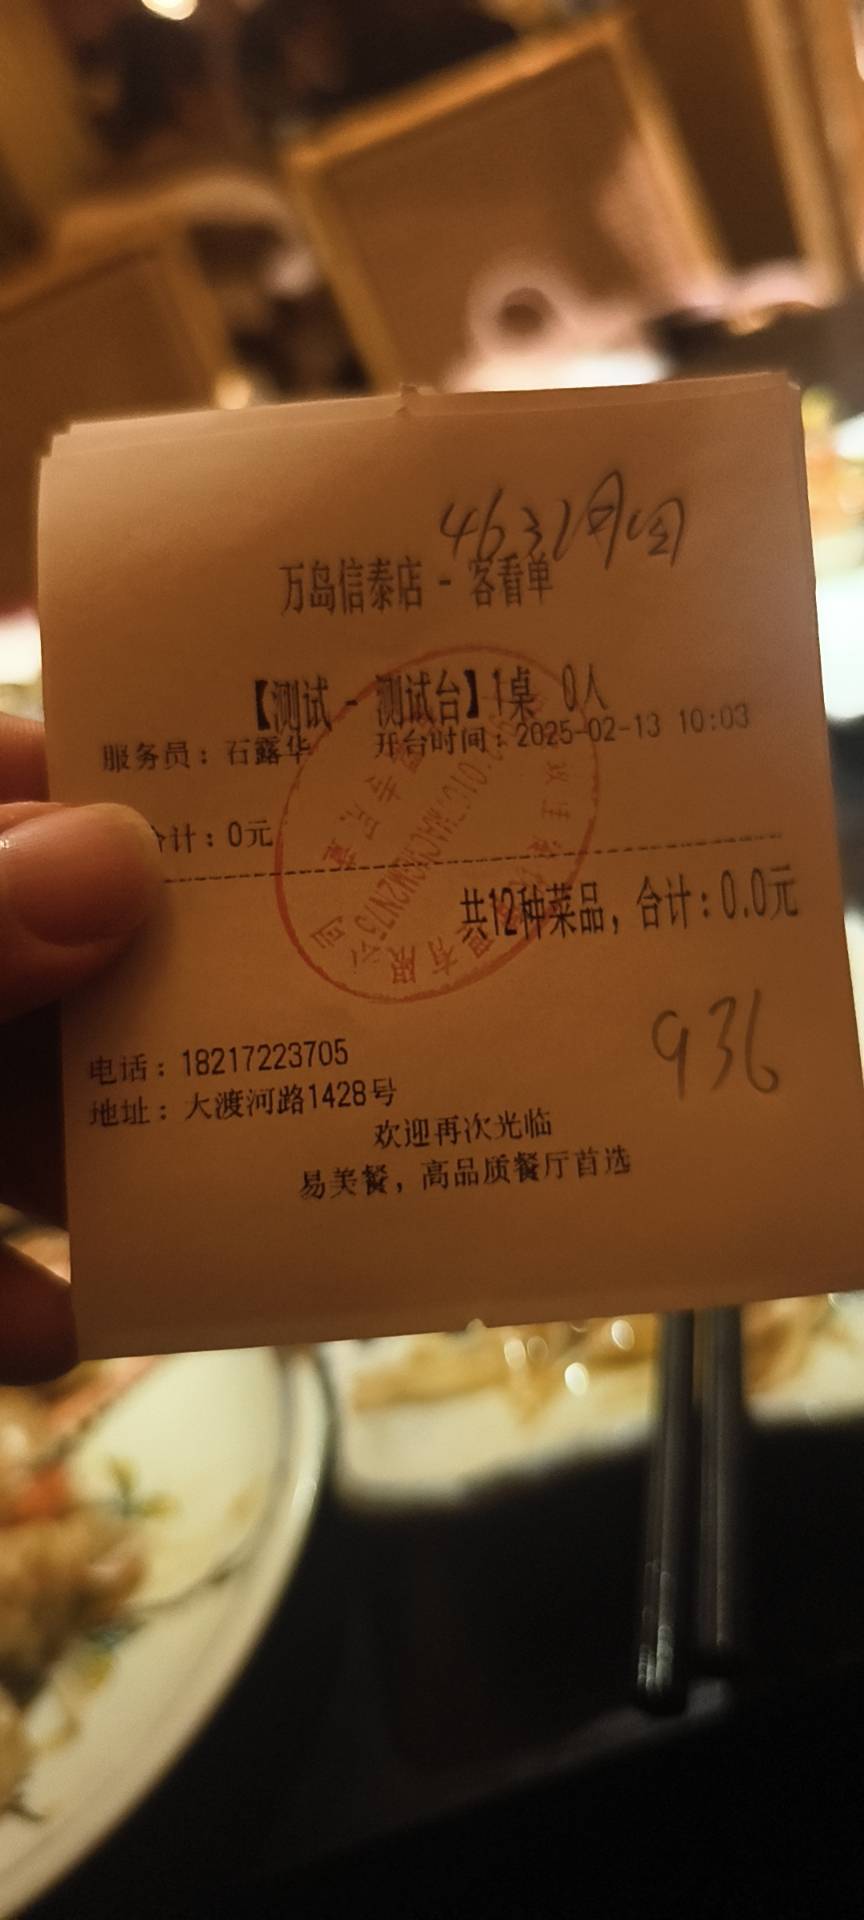 463
万岛信泰店 - 客看单
【测试 - 测试台】1桌 0人
服务员：石露华 开台时间：2025-02-13 10:03
合计：0元
共12种菜品，合计：0.0元
936
电话：18217223705
地址：大渡河路1428号
欢迎再次光临
易美餐，高品质餐厅首选